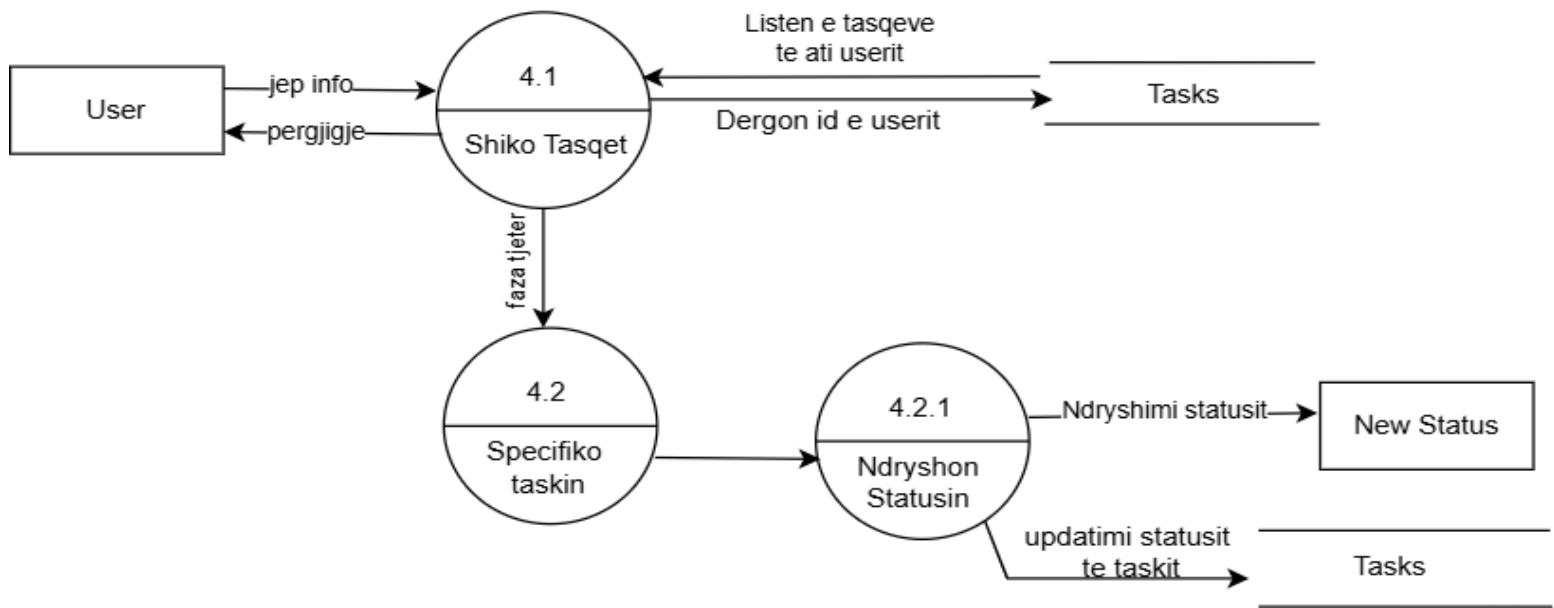 Listen e tasqeve
te ati userit
4.1
jep info
User
Tasks
Dergon id e userit
pergjigje
Shiko Tasqet
faza tjeter
4.2
4.2.1
Ndryshimi statusit
New Status
Specifiko
taskin
Ndryshon
Statusin
updatimi statusit
te taskit
Tasks